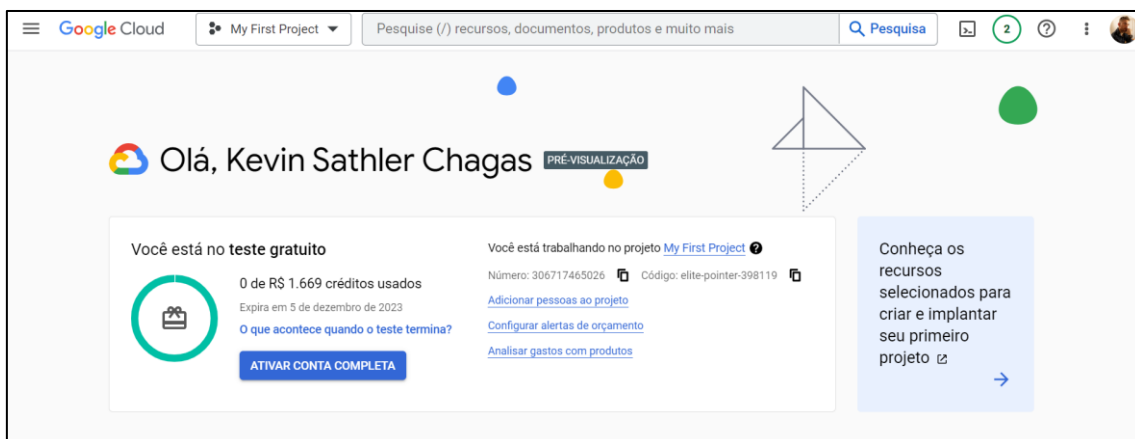 Google Cloud
My First Project
Pesquise (/) recursos, documentos, produtos e muito mais
Pesquisa
2
Olá, Kevin Sathler Chagas
PRÉ-VISUALIZAÇÃO
Você está no teste gratuito
0 de R$ 1.669 créditos usados
Expira em 5 de dezembro de 2023
O que acontece quando o teste termina?
ATIVAR CONTA COMPLETA
Você está trabalhando no projeto My First Project
Número: 306717465026 Código: elite-pointer-398119
Adicionar pessoas ao projeto
Configurar alertas de orçamento
Analisar gastos com produtos
Conheça os
recursos
selecionados para
criar e implantar
seu primeiro
projeto